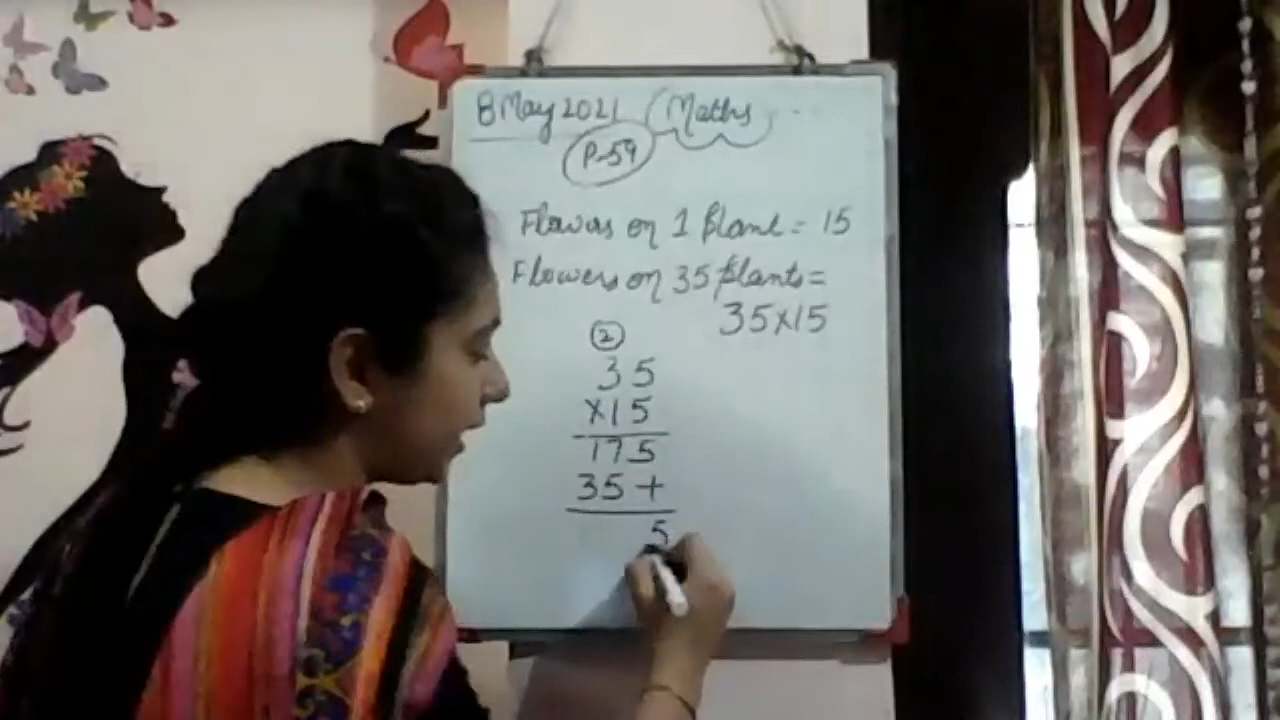 8 May 2021 Maths
P-59
Flowers on 1 plant = 15
Flowers on 35 plants =
35x15
2
35
x15
175
35+
5